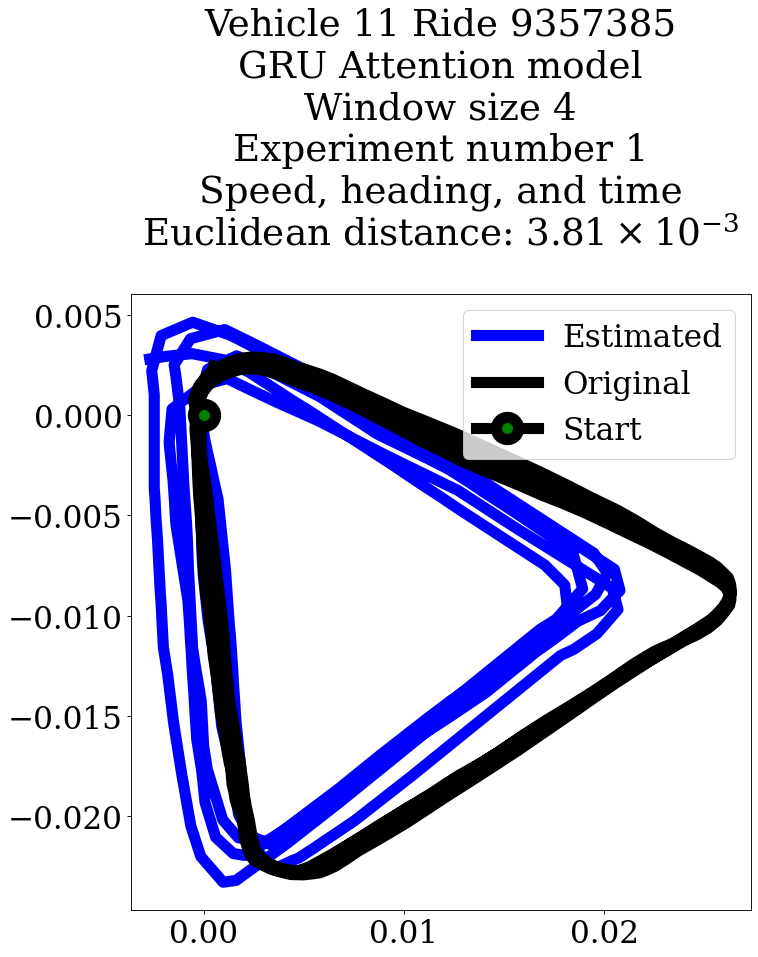 Vehicle 11 Ride 9357385
GRU Attention model
Window size 4
Experiment number 1
Speed, heading, and time
Euclidean distance: 3.81 × 10⁻³
0.005
Estimated
Original
0.000
Start
−0.005
−0.010
−0.015
−0.020
0.00 0.01 0.02